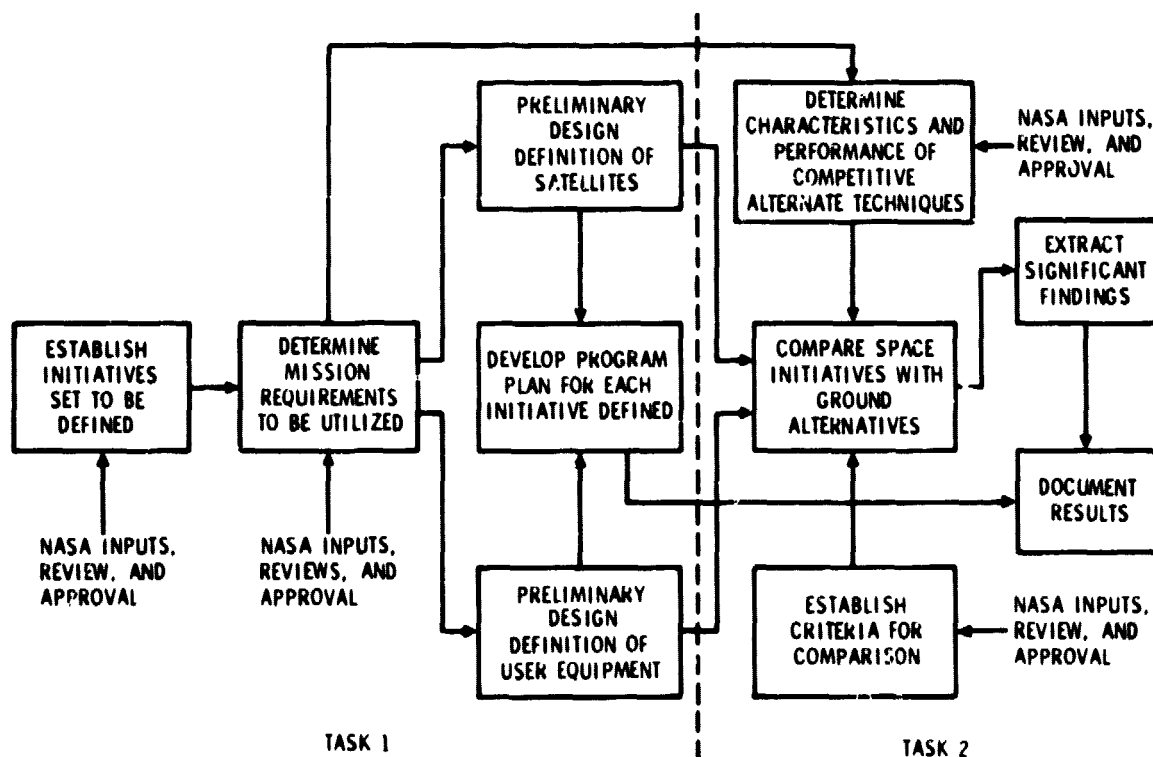 PRELIMINARY
DESIGN
DEFINITION OF
SATELLITES
DETERMINE
CHARACTERISTICS AND
PERFORMANCE OF
COMPETITIVE
ALTERNATE TECHNIQUES
NASA INPUTS,
REVIEW, AND
APPROVAL
EXTRACT
SIGNIFICANT
FINDINGS
ESTABLISH
INITIATIVES
SET TO BE
DEFINED
DETERMINE
MISSION
REQUIREMENTS
TO BE UTILIZED
DEVELOP PROGRAM
PLAN FOR EACH
INITIATIVE DEFINED
COMPARE SPACE
INITIATIVES WITH
GROUND
ALTERNATIVES
DOCUMENT
RESULTS
NASA INPUTS,
REVIEW, AND
APPROVAL
NASA INPUTS,
REVIEWS, AND
APPROVAL
PRELIMINARY
DESIGN
DEFINITION OF
USER EQUIPMENT
ESTABLISH
CRITERIA FOR
COMPARISON
NASA INPUTS,
REVIEW, AND
APPROVAL
TASK 1
TASK 2